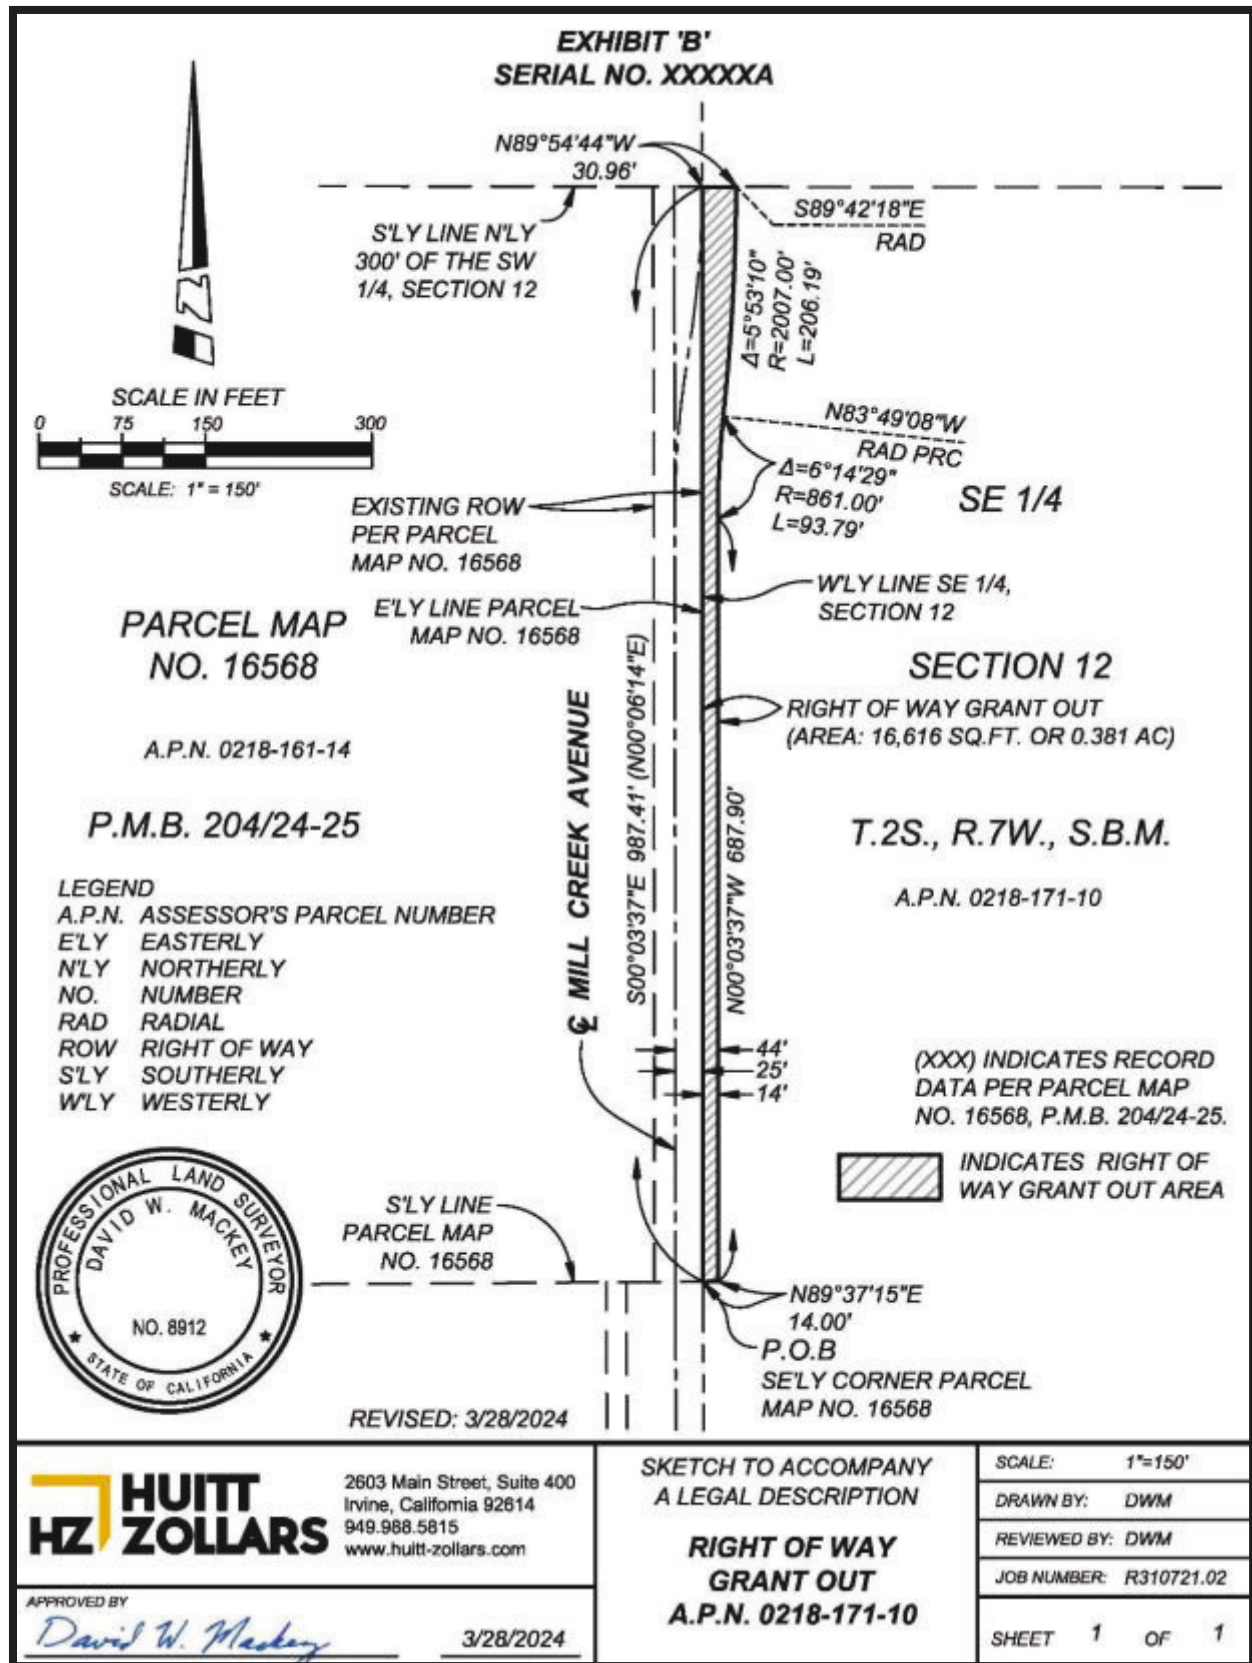 EXHIBIT 'B'
SERIAL NO. XXXXXA
N89°54'44"W
30.96'
S'LY LINE N'LY
300' OF THE SW
1/4, SECTION 12
S89°42'18"E
RAD
Δ=5°53'10"
R=2007.00'
L=206.19'
N
SCALE IN FEET
0 75 150 300
SCALE: 1" = 150'
N83°49'08"W
RAD PRC
Δ=6°14'29"
R=861.00'
L=93.79'
SE 1/4
EXISTING ROW
PER PARCEL
MAP NO. 16568
W'LY LINE SE 1/4,
SECTION 12
E'LY LINE PARCEL
MAP NO. 16568
PARCEL MAP
NO. 16568
SECTION 12
RIGHT OF WAY GRANT OUT
(AREA: 16,616 SQ.FT. OR 0.381 AC)
A.P.N. 0218-161-14
℄ MILL CREEK AVENUE
S00°03'37"E 987.41' (N00°06'14"E)
N00°03'37"W 687.90'
P.M.B. 204/24-25
T.2S., R.7W., S.B.M.
A.P.N. 0218-171-10
LEGEND
A.P.N. ASSESSOR'S PARCEL NUMBER
E'LY EASTERLY
N'LY NORTHERLY
NO. NUMBER
RAD RADIAL
ROW RIGHT OF WAY
S'LY SOUTHERLY
W'LY WESTERLY
44'
25'
14'
(XXX) INDICATES RECORD
DATA PER PARCEL MAP
NO. 16568, P.M.B. 204/24-25.
INDICATES RIGHT OF
WAY GRANT OUT AREA
PROFESSIONAL LAND SURVEYOR
DAVID W. MACKEY
NO. 8912
STATE OF CALIFORNIA
S'LY LINE
PARCEL MAP
NO. 16568
N89°37'15"E
14.00'
P.O.B
SE'LY CORNER PARCEL
MAP NO. 16568
REVISED: 3/28/2024
HUITT
HZ ZOLLARS
2603 Main Street, Suite 400
Irvine, California 92614
949.988.5815
www.huitt-zollars.com
APPROVED BY
David W. Mackey
3/28/2024
SKETCH TO ACCOMPANY
A LEGAL DESCRIPTION
RIGHT OF WAY
GRANT OUT
A.P.N. 0218-171-10
SCALE: 1"=150'
DRAWN BY: DWM
REVIEWED BY: DWM
JOB NUMBER: R310721.02
SHEET 1 OF 1